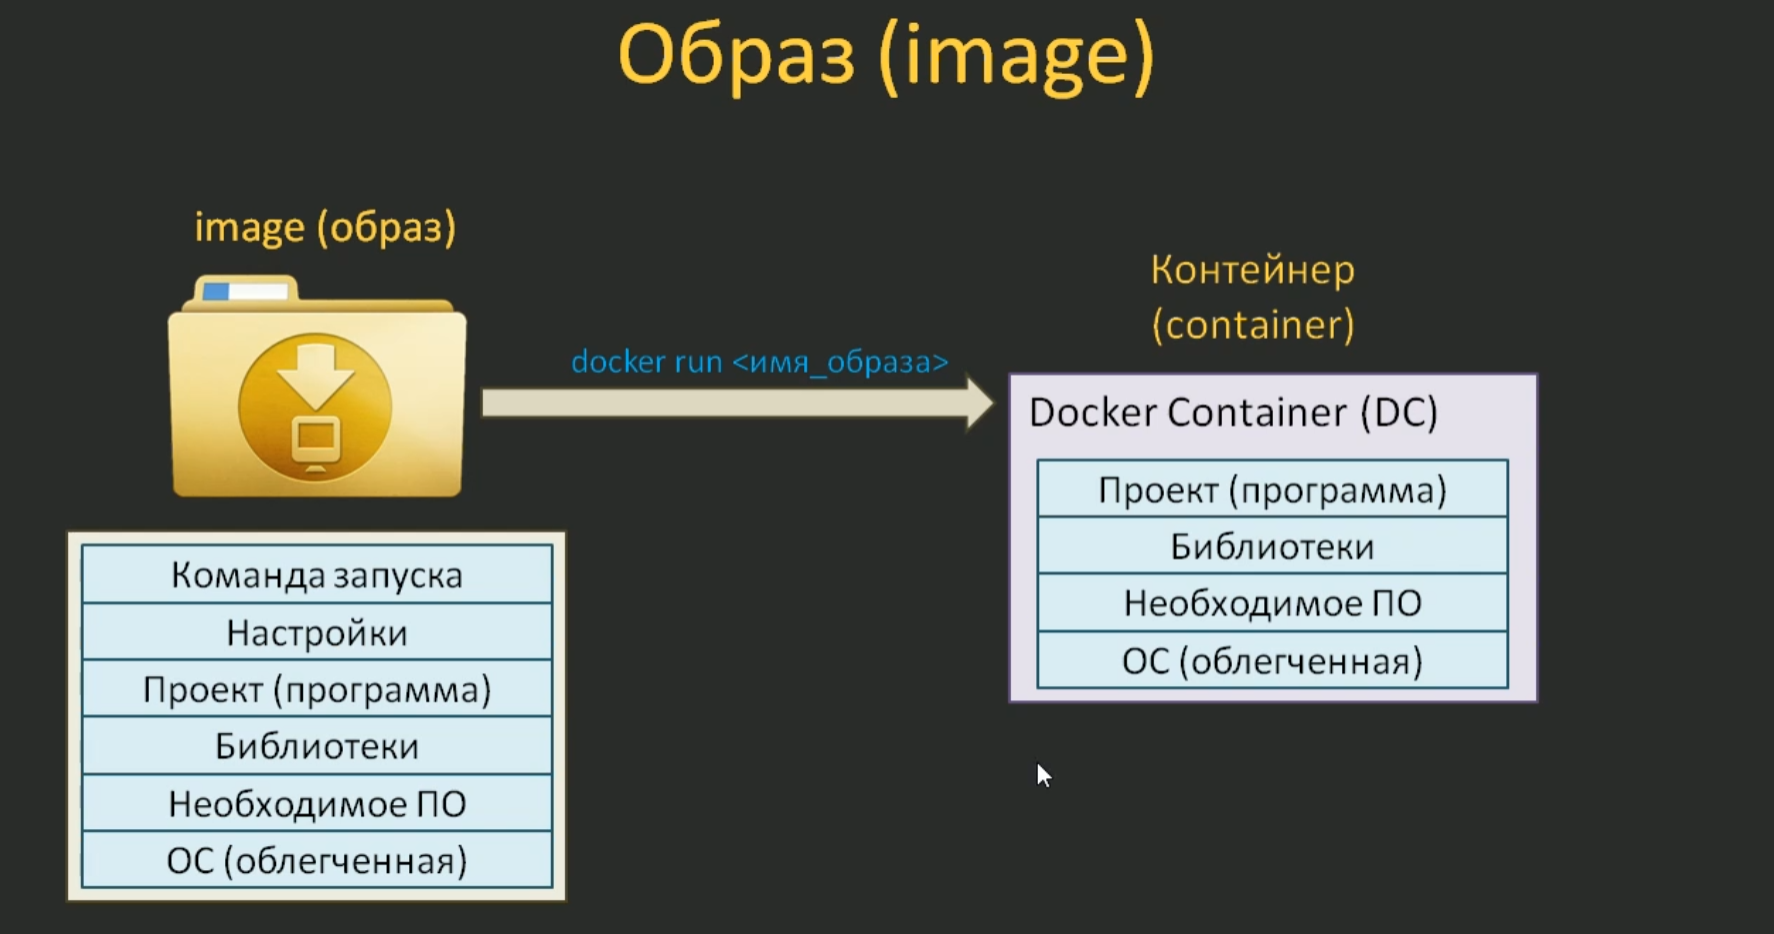 Образ (image)
image (образ)
Команда запуска
Настройки
Проект (программа)
Библиотеки
Необходимое ПО
ОС (облегченная)
docker run <имя_образа>
Контейнер
(container)
Docker Container (DC)
Проект (программа)
Библиотеки
Необходимое ПО
ОС (облегченная)